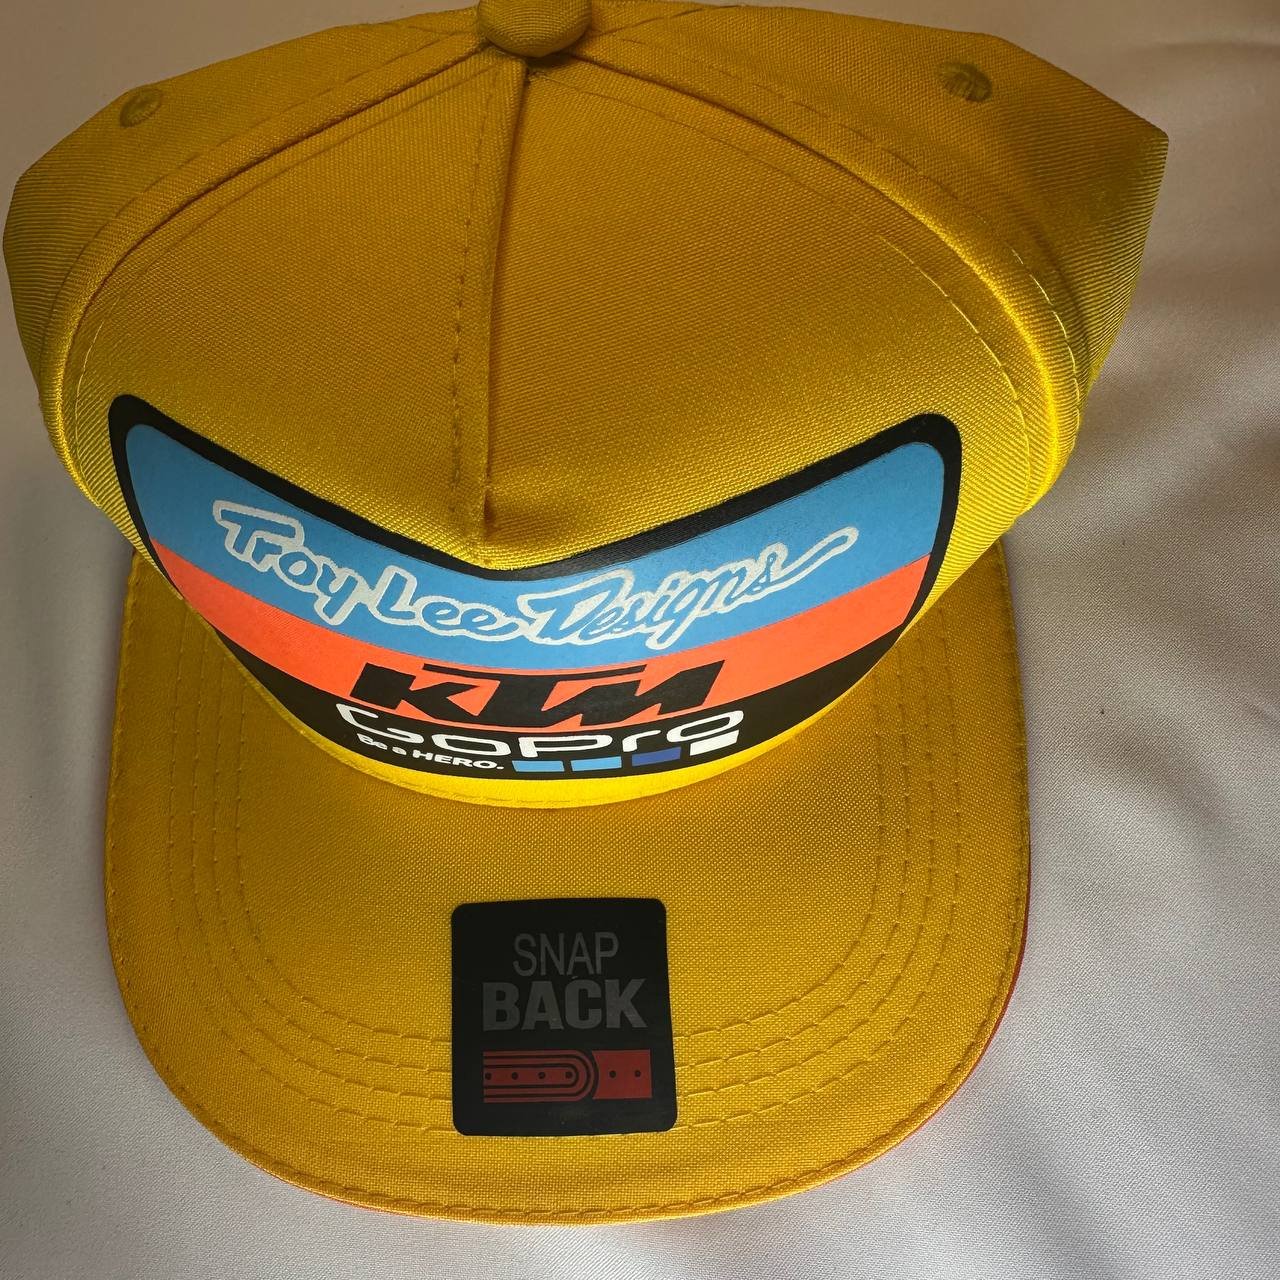 Troy Lee Designs
KTM
GoPro
Be a HERO.
SNAP
BACK